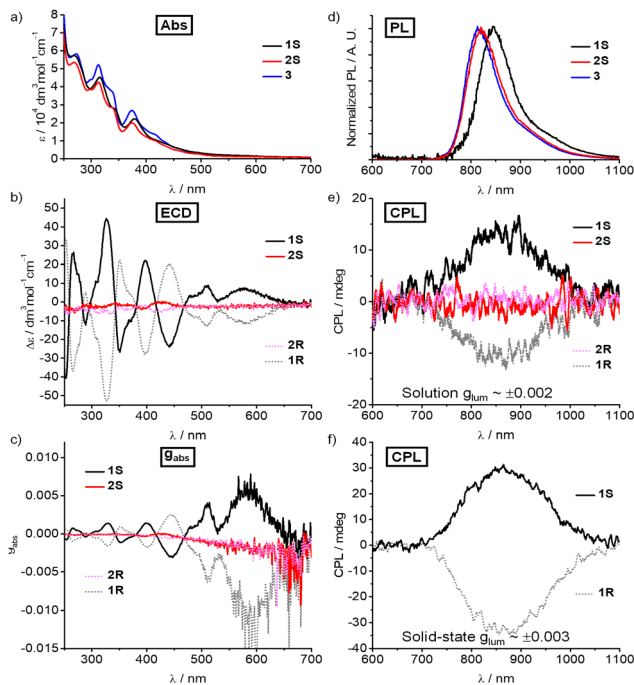 a)
Abs
1S
2S
3
ε / 10⁴ dm³mol⁻¹ cm⁻¹
8
7
6
5
4
3
2
1
0
300 400 500 600 700
λ / nm
b)
ECD
1S
2S
2R
1R
Δε / dm³mol⁻¹cm⁻¹
50
40
30
20
10
0
-10
-20
-30
-40
-50
300 400 500 600 700
λ / nm
c)
gabs
1S
2S
2R
1R
gabs
0.010
0.005
0.000
-0.005
-0.010
-0.015
300 400 500 600 700
λ / nm
d)
PL
1S
2S
3
Normalized PL / A. U.
600 700 800 900 1000 1100
λ / nm
e)
CPL
1S
2S
2R
1R
CPL / mdeg
20
10
0
-10
Solution glum ~ ±0.002
600 700 800 900 1000 1100
λ / nm
f)
CPL
1S
1R
CPL / mdeg
40
30
20
10
0
-10
-20
-30
-40
Solid-state glum ~ ±0.003
600 700 800 900 1000 1100
λ / nm